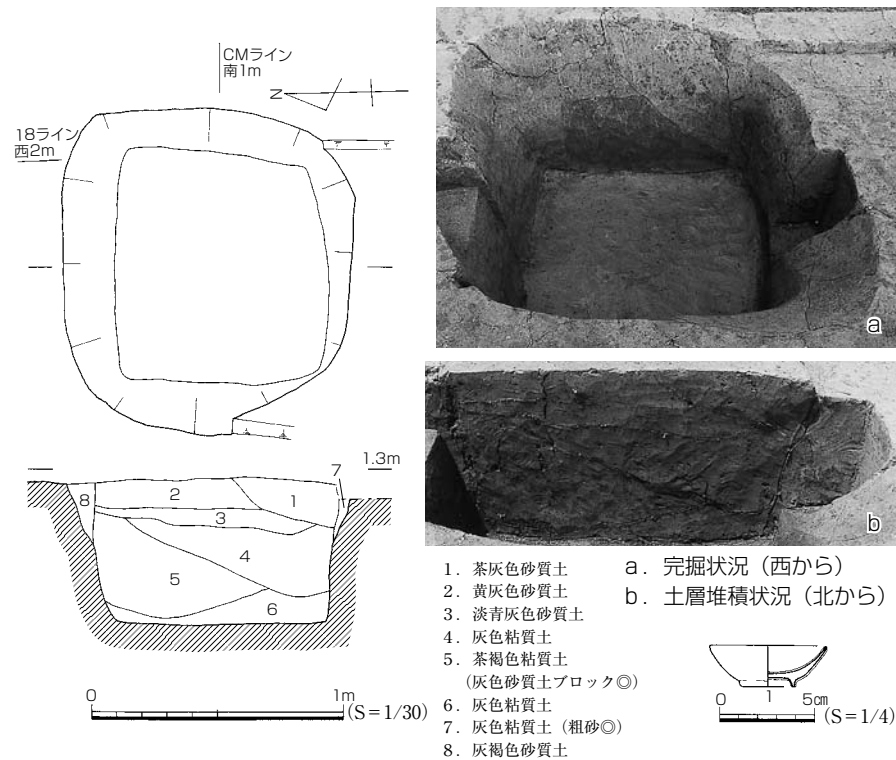 CMライン
南1m
N
18ライン
西2m
a
1.3m
7
8
2
1
3
4
5
6
b
1．茶灰色砂質土
2．黄灰色砂質土
3．淡青灰色砂質土
4．灰色粘質土
5．茶褐色粘質土
（灰色砂質土ブロック◎）
6．灰色粘質土
7．灰色粘質土（粗砂◎）
8．灰褐色砂質土
a．完掘状況（西から）
b．土層堆積状況（北から）
1
0 1m
(S＝1/30)
0 5㎝
(S＝1/4)